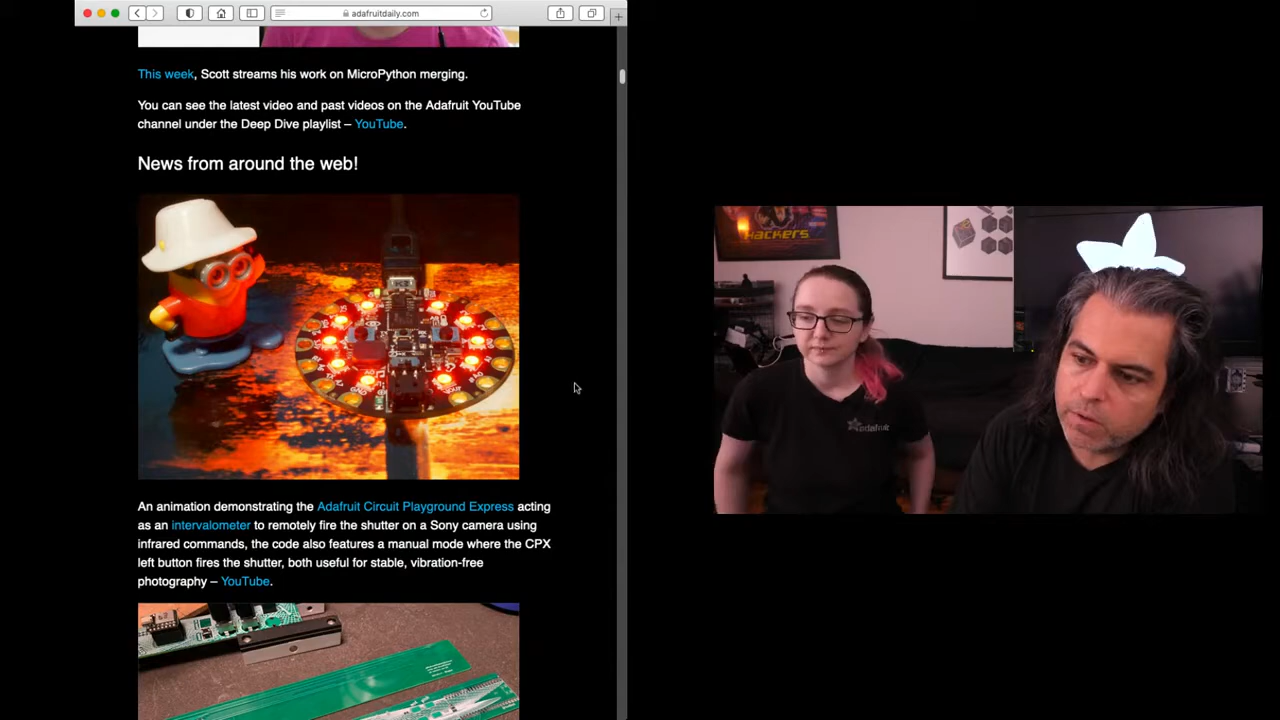 adafruitdaily.com
This week, Scott streams his work on MicroPython merging.
You can see the latest video and past videos on the Adafruit YouTube
channel under the Deep Dive playlist – YouTube.
News from around the web!
An animation demonstrating the Adafruit Circuit Playground Express acting
as an intervalometer to remotely fire the shutter on a Sony camera using
infrared commands, the code also features a manual mode where the CPX
left button fires the shutter, both useful for stable, vibration-free
photography – YouTube.
HACKERS
adafruit